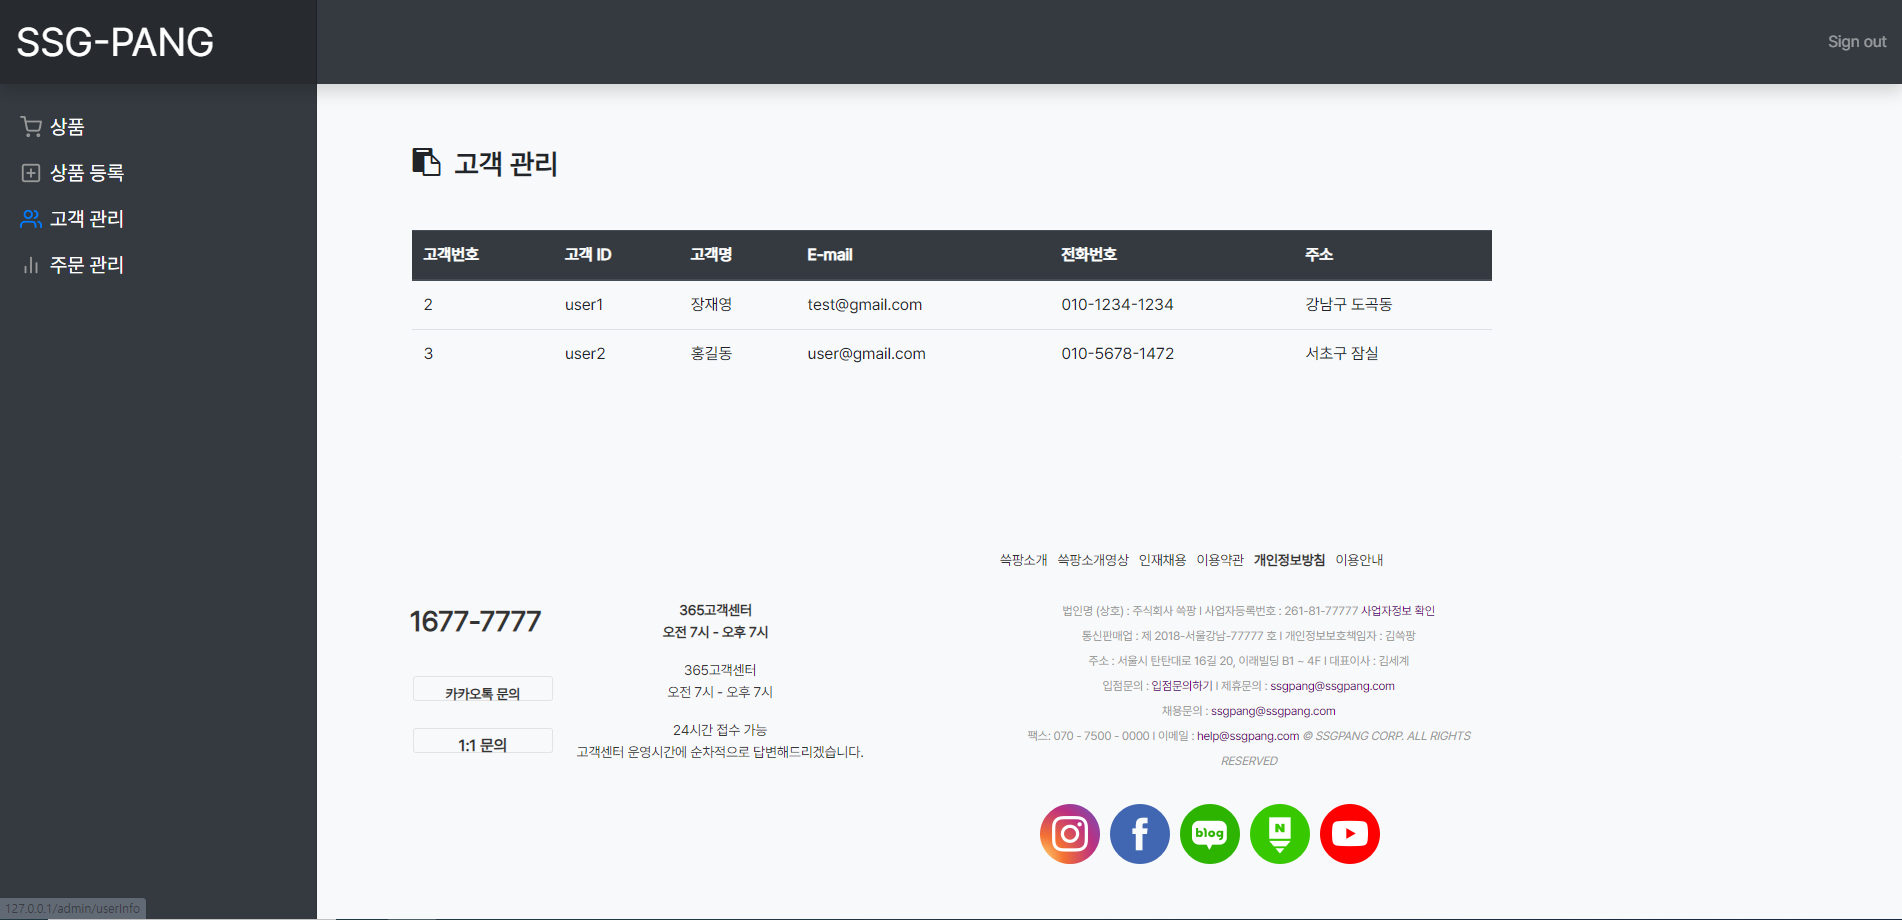 SSG-PANG
Sign out
상품
상품 등록
고객 관리
주문 관리
고객 관리
고객번호 고객 ID 고객명 E-mail 전화번호 주소
2 user1 장재영 test@gmail.com 010-1234-1234 강남구 도곡동
3 user2 홍길동 user@gmail.com 010-5678-1472 서초구 잠실
1677-7777
카카오톡 문의
1:1 문의
365고객센터
오전 7시 - 오후 7시
365고객센터
오전 7시 - 오후 7시
24시간 접수 가능
고객센터 운영시간에 순차적으로 답변해드리겠습니다.
쓱팡소개 쓱팡소개영상 인재채용 이용약관 개인정보방침 이용안내
법인명 (상호) : 주식회사 쓱팡 I 사업자등록번호 : 261-81-77777 사업자정보 확인
통신판매업 : 제 2018-서울강남-77777 호 I 개인정보보호책임자 : 김쓱팡
주소 : 서울시 탄탄대로 16길 20, 이래빌딩 B1 ~ 4F I 대표이사 : 김세계
입점문의 : 입점문의하기 I 제휴문의 : ssgpang@ssgpang.com
채용문의 : ssgpang@ssgpang.com
팩스: 070 - 7500 - 0000 I 이메일 : help@ssgpang.com © SSGPANG CORP. ALL RIGHTS
RESERVED
blog
N
127.0.0.1/admin/userInfo